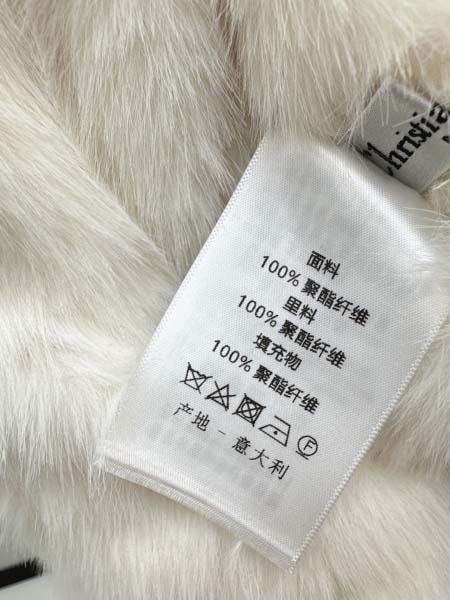 Christia
面料
100% 聚酯纤维
里料
100% 聚酯纤维
填充物
100% 聚酯纤维
F
产地 - 意大利